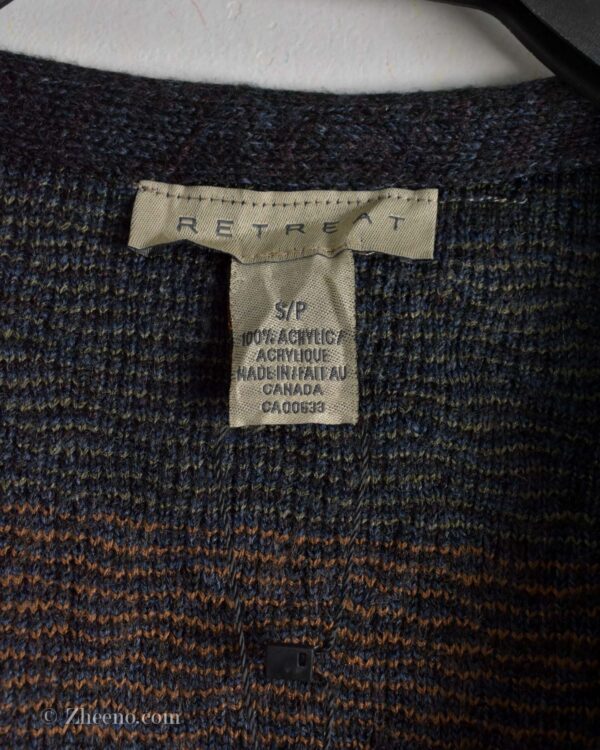 RETREAT
S/P
100% ACRYLIC/
ACRYLIQUE
MADE IN / FAIT AU
CANADA
CA00633
© Zheeno.com